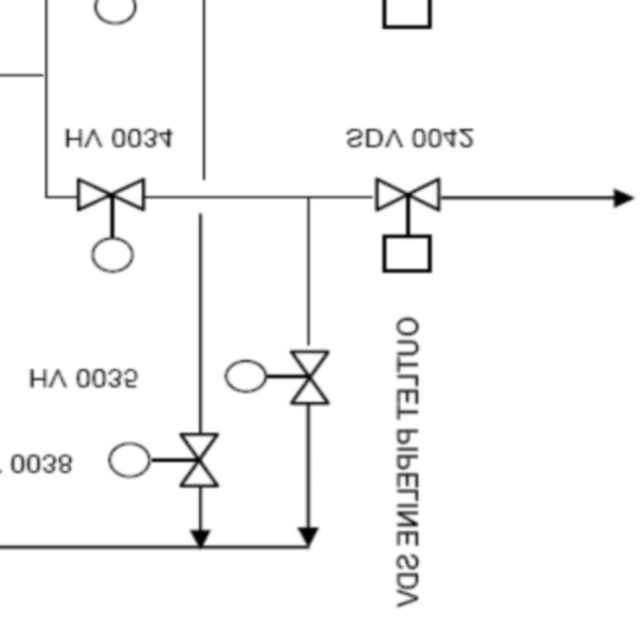 HV 0034
SDV 0042
HV 0035
0038
OUTLET PIPELINE SDV